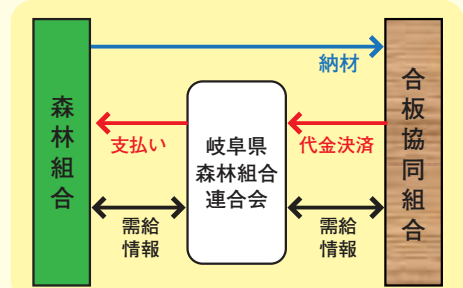 森林組合
納材
合板協同組合
支払い
岐阜県
森林組合
連合会
代金決済
需給
情報
需給
情報